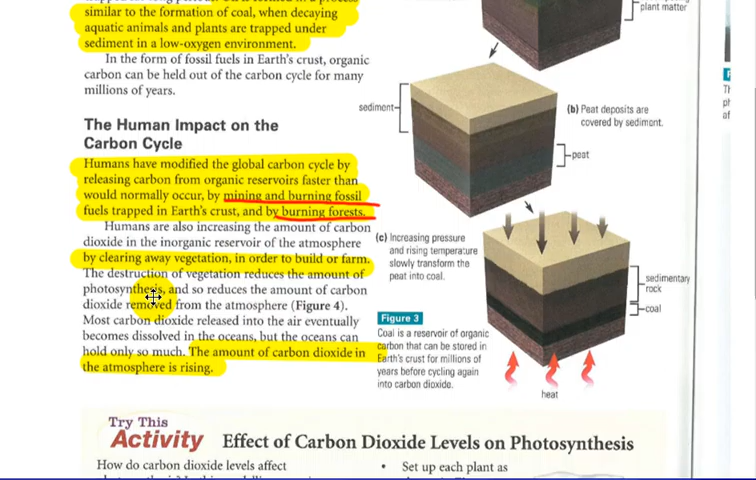 similar to the formation of coal, when decaying
aquatic animals and plants are trapped under
sediment in a low-oxygen environment.
In the form of fossil fuels in Earth's crust, organic
carbon can be held out of the carbon cycle for many
millions of years.
The Human Impact on the
Carbon Cycle
Humans have modified the global carbon cycle by
releasing carbon from organic reservoirs faster than
would normally occur, by mining and burning fossil
fuels trapped in Earth's crust, and by burning forests.
Humans are also increasing the amount of carbon
dioxide in the inorganic reservoir of the atmosphere
by clearing away vegetation, in order to build or farm.
The destruction of vegetation reduces the amount of
photosynthesis, and so reduces the amount of carbon
dioxide removed from the atmosphere (Figure 4).
Most carbon dioxide released into the air eventually
becomes dissolved in the oceans, but the oceans can
hold only so much. The amount of carbon dioxide in
the atmosphere is rising.
plant matter
sediment
(b) Peat deposits are
covered by sediment.
peat
(c) Increasing pressure
and rising temperature
slowly transform the
peat into coal.
sedimentary
rock
coal
heat
Figure 3
Coal is a reservoir of organic
carbon that can be stored in
Earth's crust for millions of
years before cycling again
into carbon dioxide.
Try This
Activity Effect of Carbon Dioxide Levels on Photosynthesis
How do carbon dioxide levels affect
• Set up each plant as